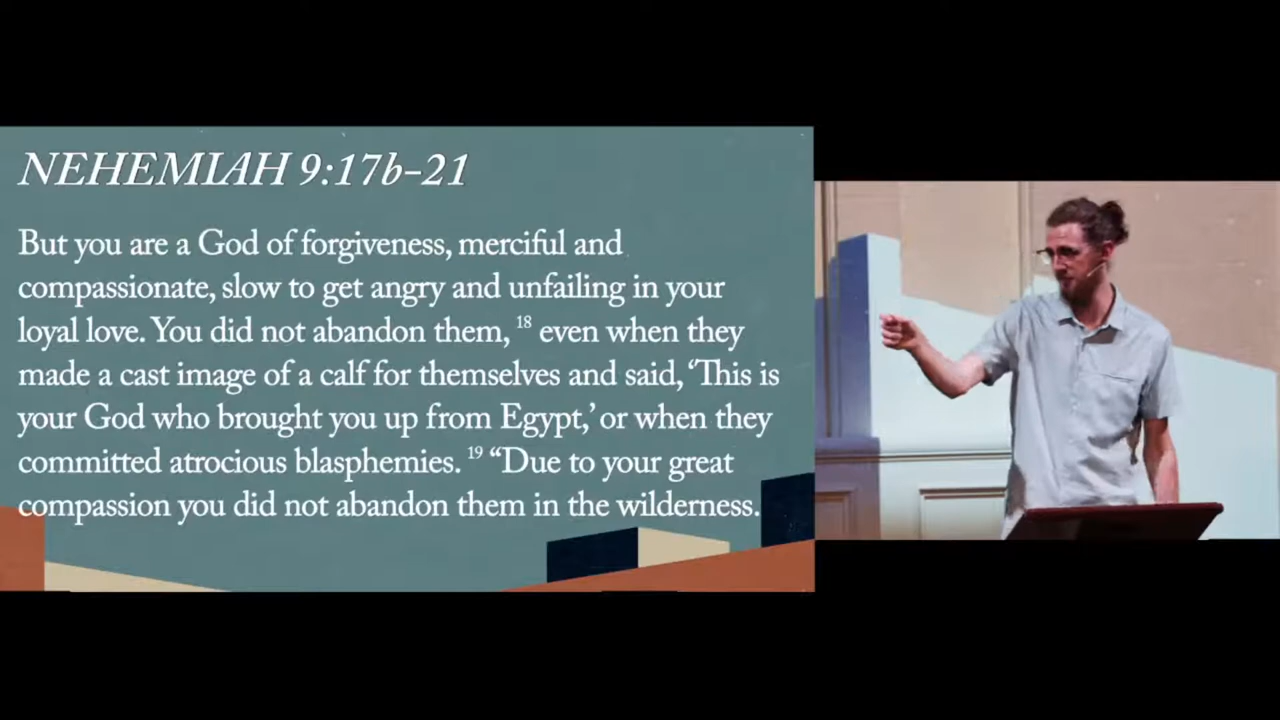 NEHEMIAH 9:17b-21
But you are a God of forgiveness, merciful and
compassionate, slow to get angry and unfailing in your
loyal love. You did not abandon them, 18 even when they
made a cast image of a calf for themselves and said, ‘This is
your God who brought you up from Egypt,’ or when they
committed atrocious blasphemies. 19 “Due to your great
compassion you did not abandon them in the wilderness.